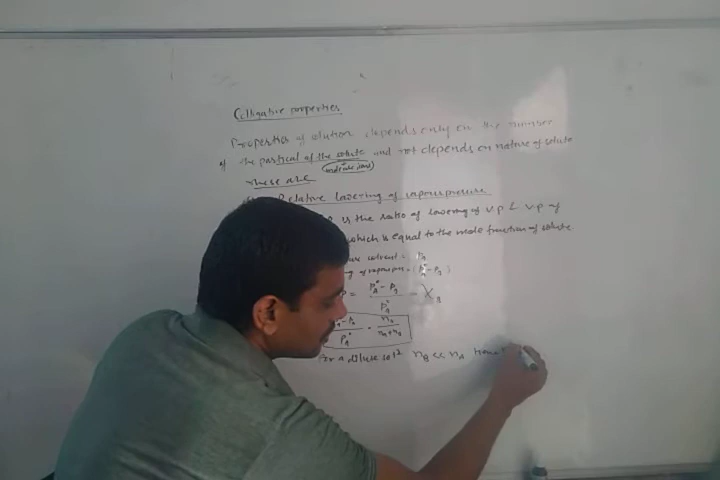 Colligative properties
Properties of solution depends only on the number
of the partical of the solute and not depends on nature of solute
These are
Relative lowering of vapour pressure
is the ratio of lowering of V.P & V.P of
which is equal to the mole fraction of solute
solvent = P°A
of vapour = (P°A - PA)
P = P°A - PA / P°A = XB
- PA / P°A = nB / nA + nB
For a dilute solⁿ nB << nA Hence